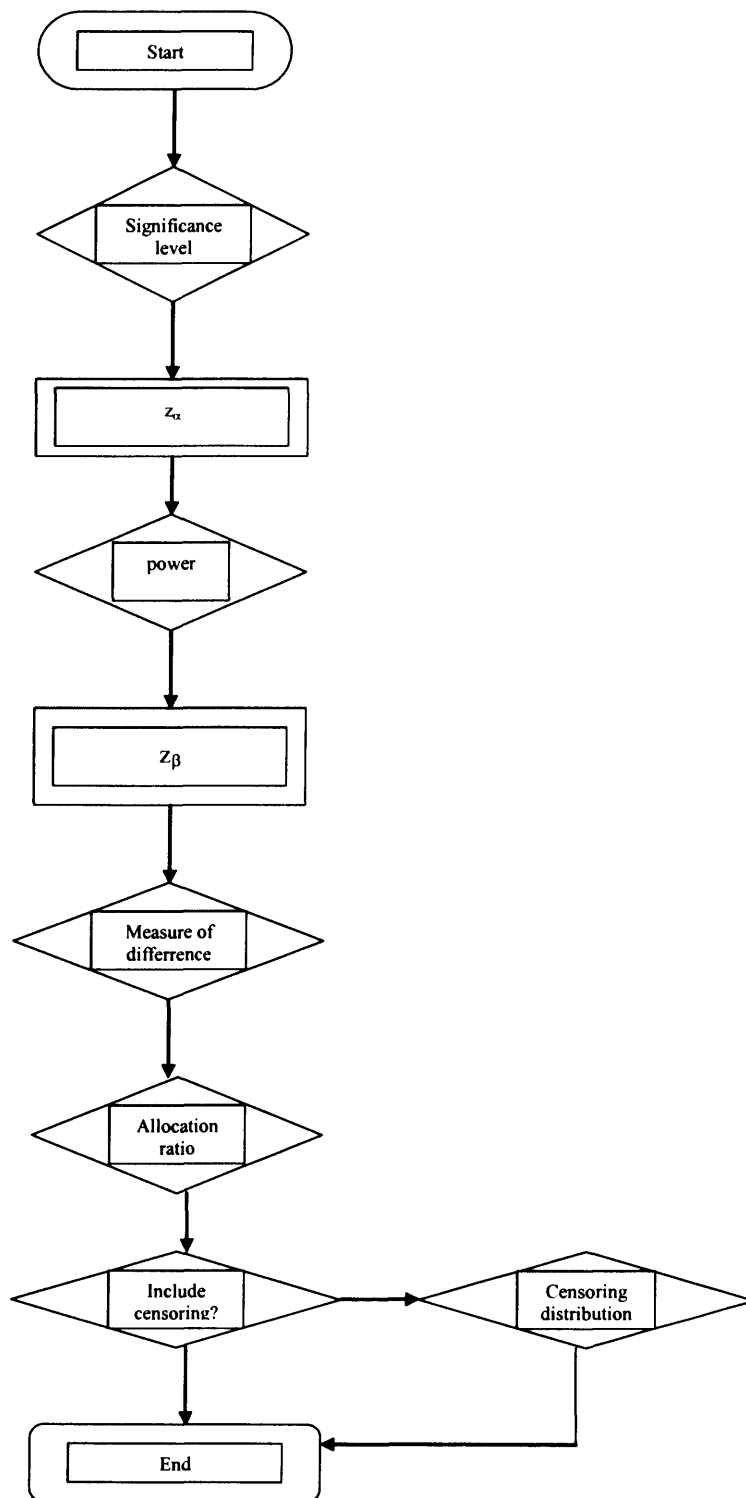 Start
Significance
level
zα
power
zβ
Measure of
differrence
Allocation
ratio
Include
censoring?
Censoring
distribution
End